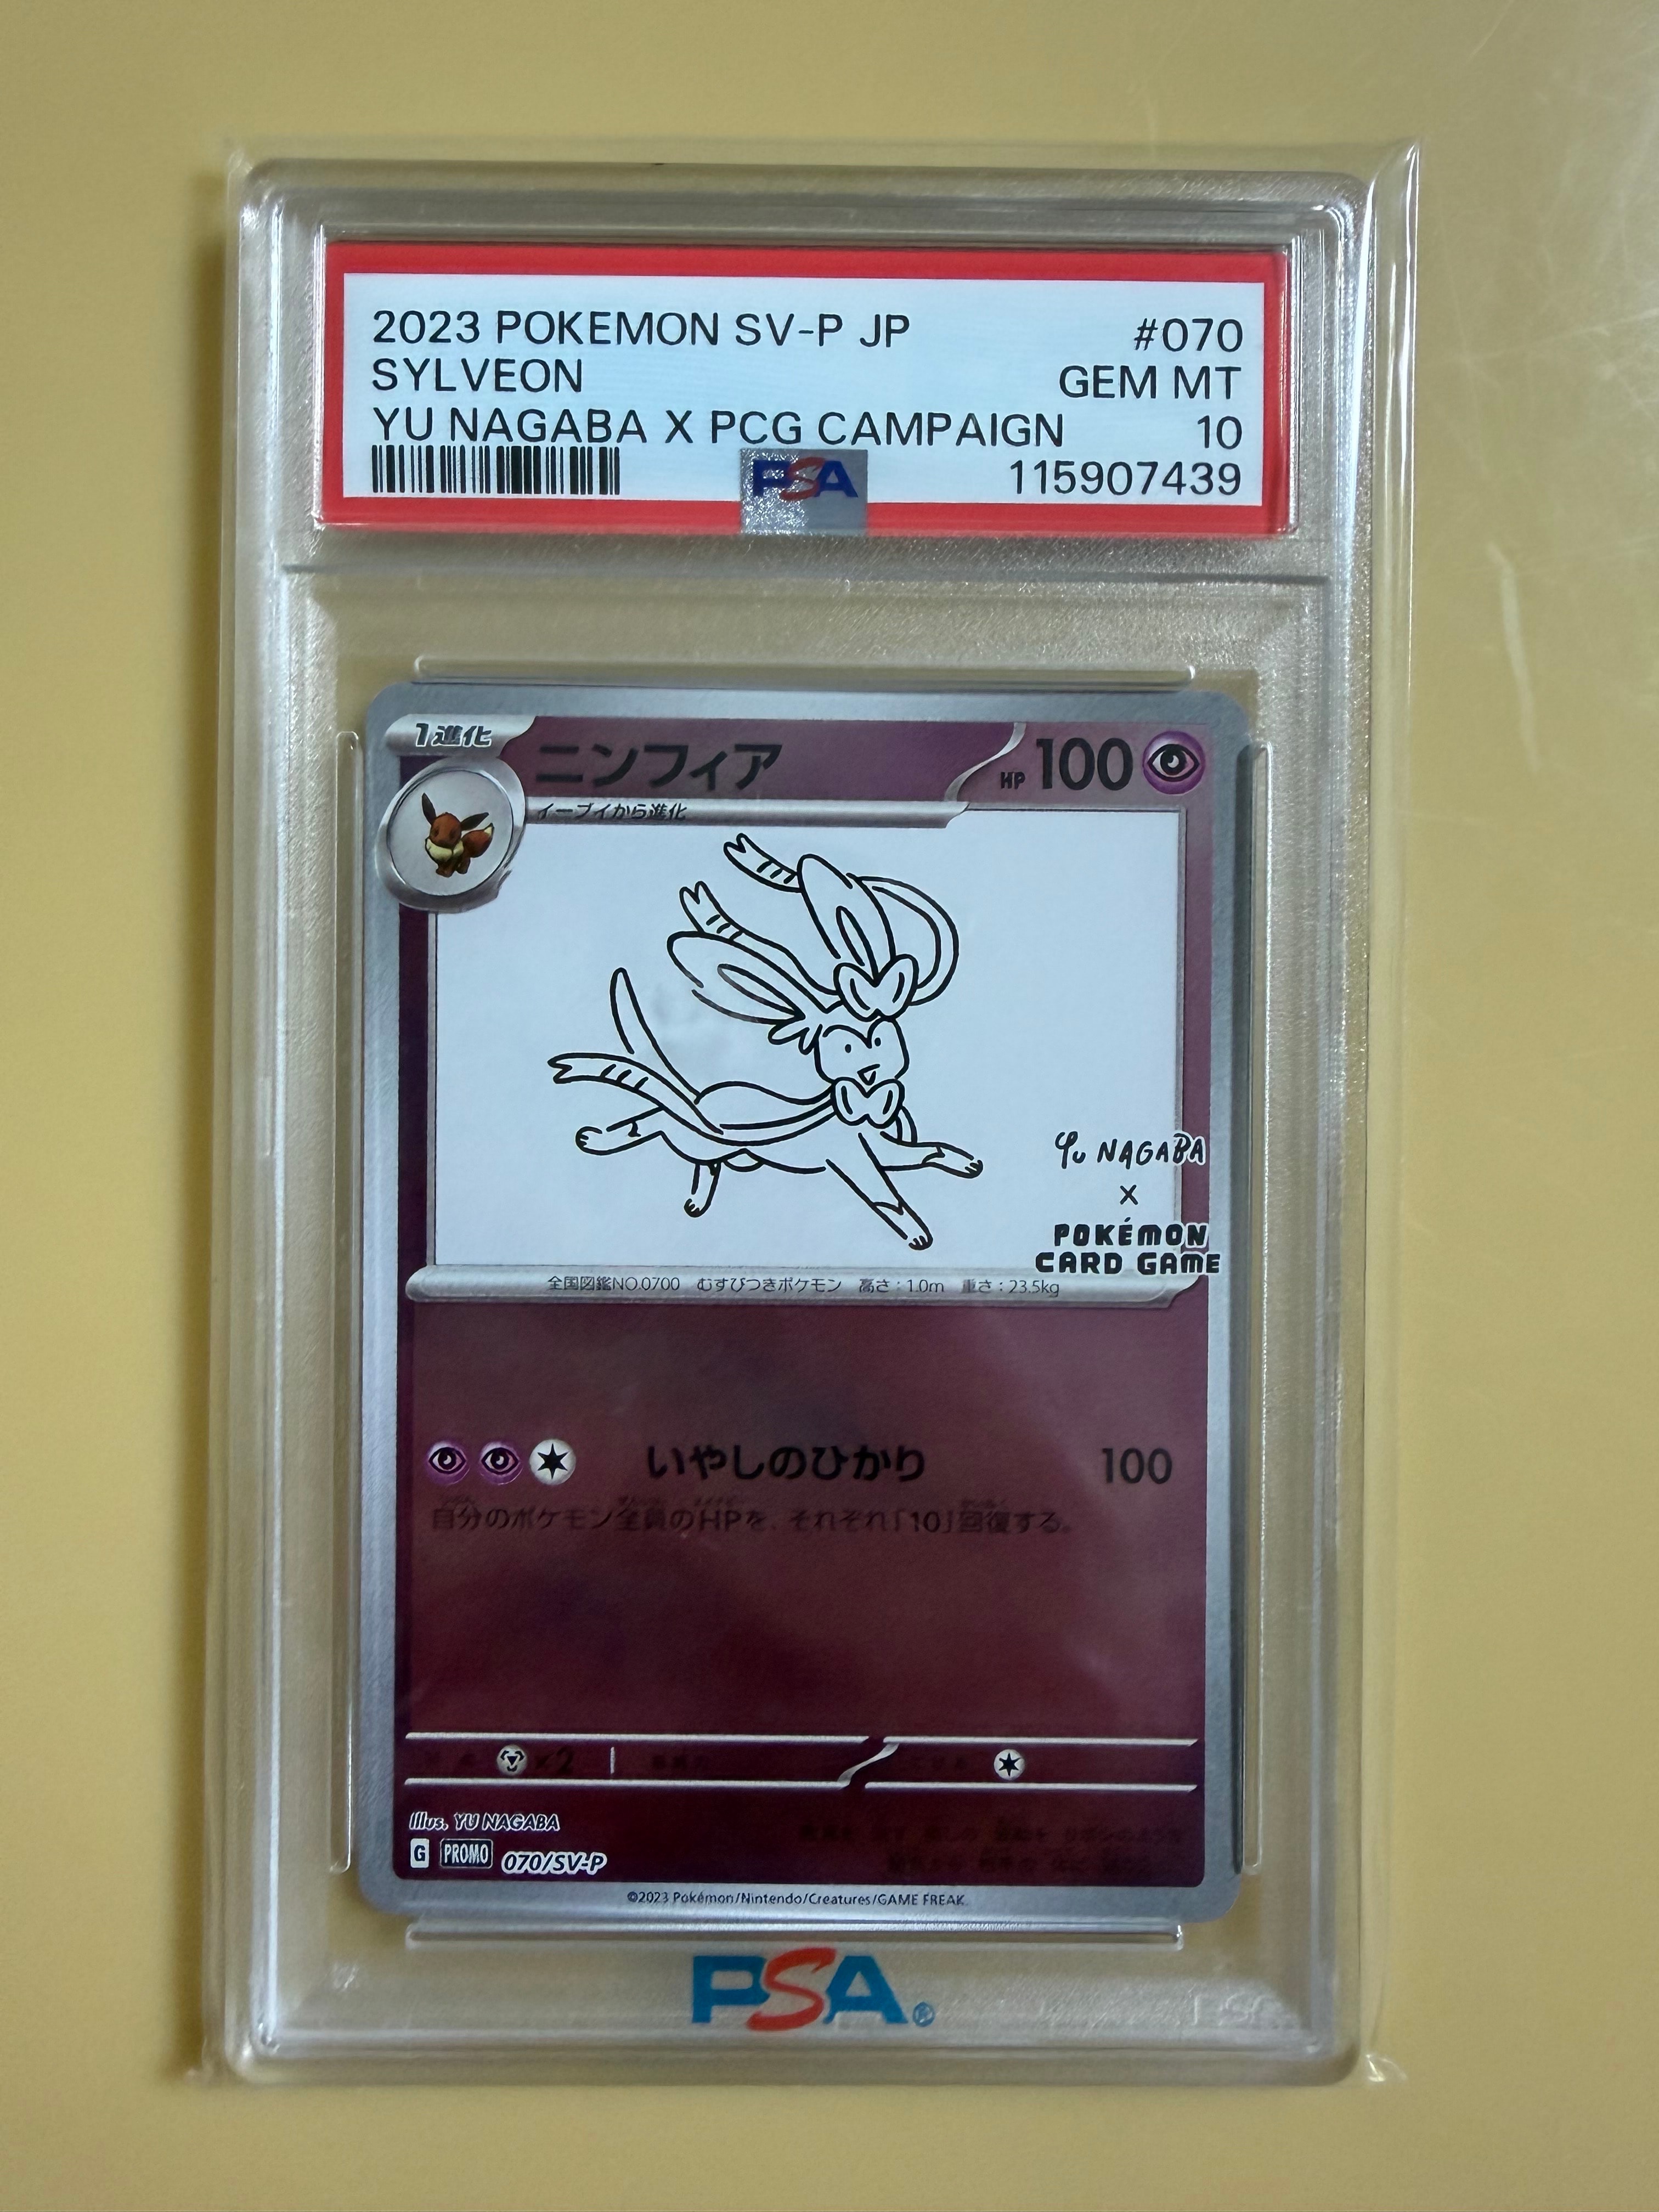 2023 POKEMON SV-P JP #070
SYLVEON GEM MT
YU NAGABA X PCG CAMPAIGN 10
PSA 115907439
1進化 ニンフィア HP 100
イーブイから進化
Yu NAGABA
X
POKÉMON
CARD GAME
全国図鑑NO.0700 むすびつきポケモン 高さ:1.0m 重さ:23.5kg
いやしのひかり 100
自分のポケモン全員のHPを、それぞれ「10」回復する。
×2
Illus. YU NAGABA
G PROMO 070/SV-P
©2023 Pokémon/Nintendo/Creatures/GAME FREAK.
PSA®